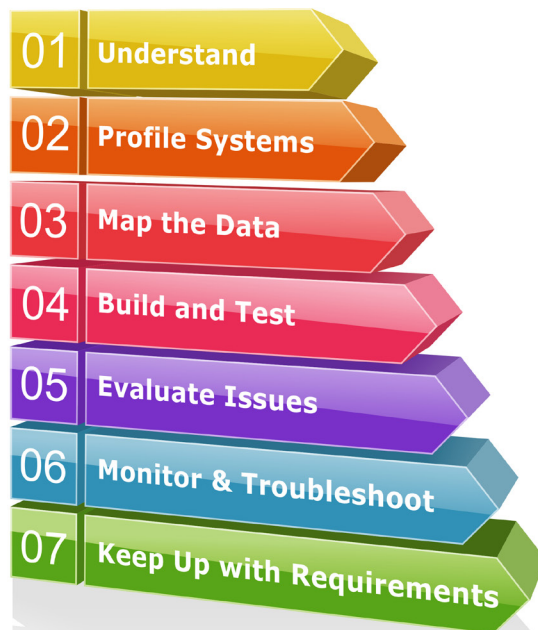 01 Understand
02 Profile Systems
03 Map the Data
04 Build and Test
05 Evaluate Issues
06 Monitor & Troubleshoot
07 Keep Up with Requirements